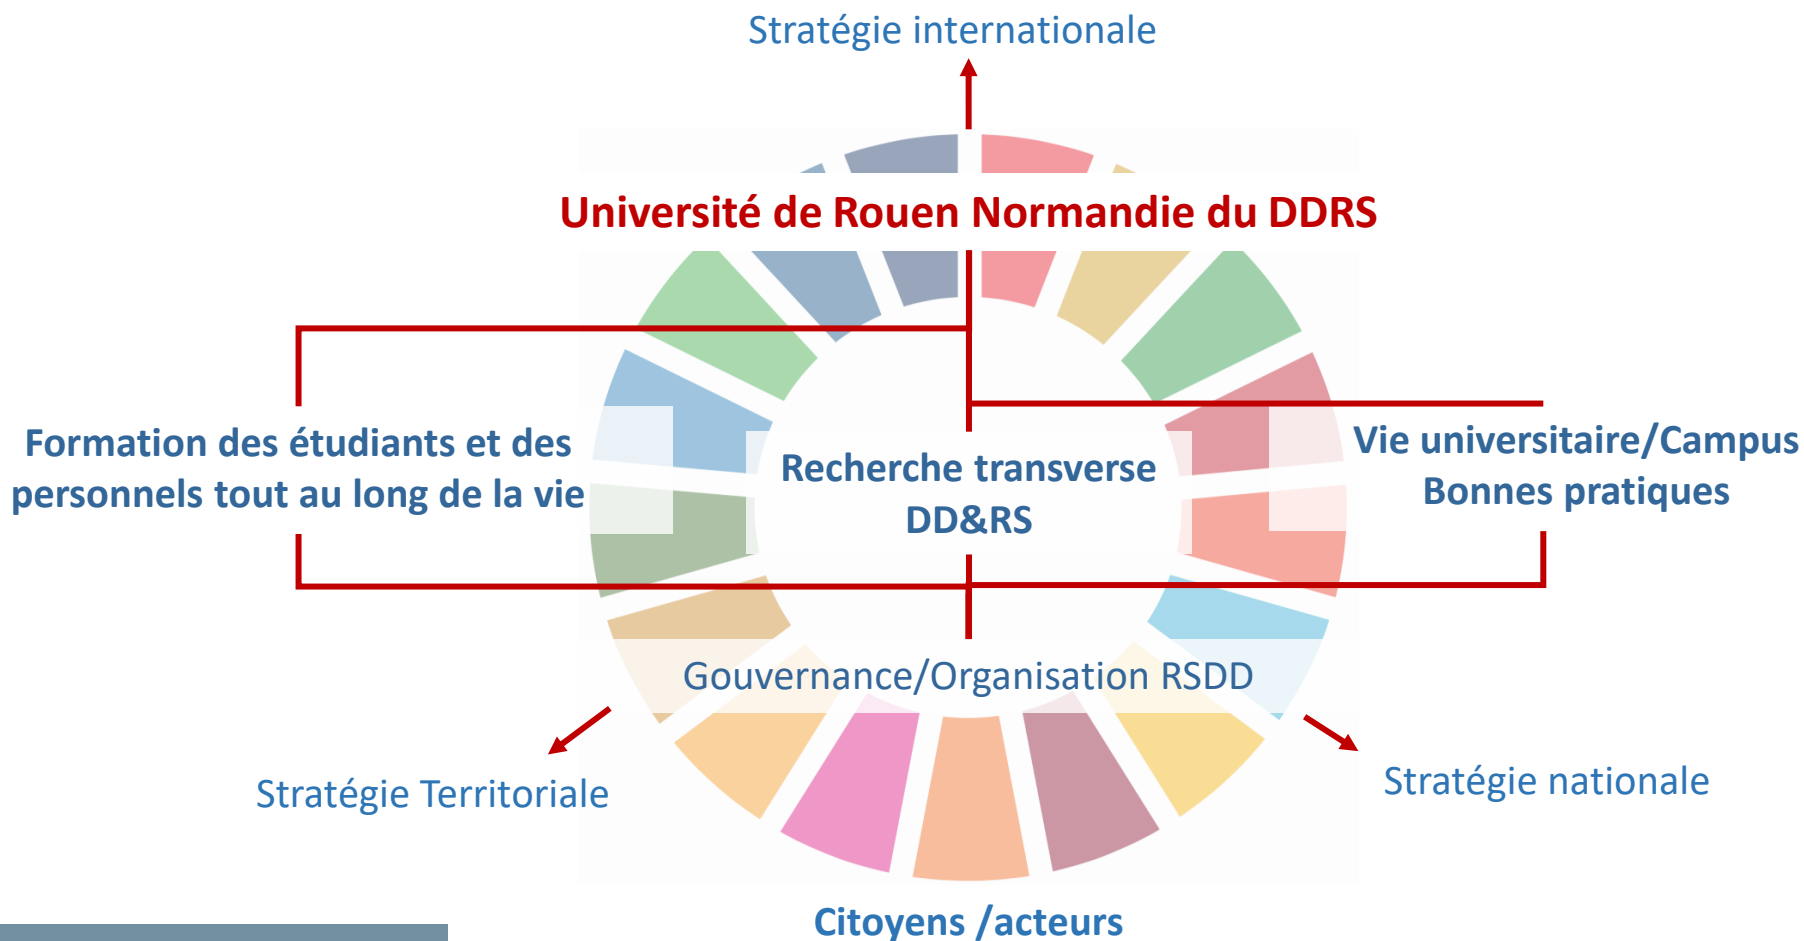 Stratégie internationale
Université de Rouen Normandie du DDRS
Formation des étudiants et des
personnels tout au long de la vie
Recherche transverse
DD&RS
Vie universitaire/Campus
Bonnes pratiques
Gouvernance/Organisation RSDD
Stratégie Territoriale
Stratégie nationale
Citoyens /acteurs